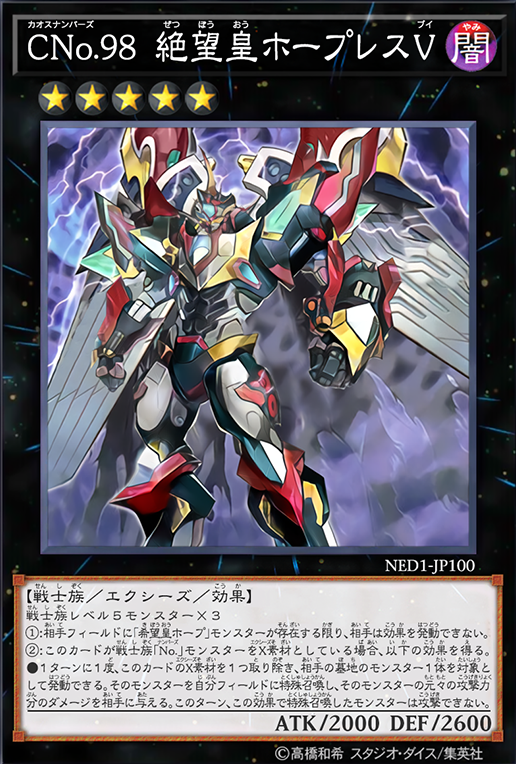 CNo.98 絶望皇ホープレスV 闇
NED1-JP100
【戦士族／エクシーズ／効果】
戦士族レベル５モンスター×３
①:相手フィールドに「希望皇ホープ」モンスターが存在する限り、相手は効果を発動できない。
②:このカードが戦士族「No.」モンスターをX素材としている場合、以下の効果を得る。
●１ターンに１度、このカードのX素材を１つ取り除き、相手の墓地のモンスター１体を対象と
して発動できる。そのモンスターを自分フィールドに特殊召喚し、そのモンスターの元々の攻撃力
分のダメージを相手に与える。このターン、この効果で特殊召喚したモンスターは攻撃できない。
ATK/2000 DEF/2600
©高橋和希 スタジオ・ダイス/集英社